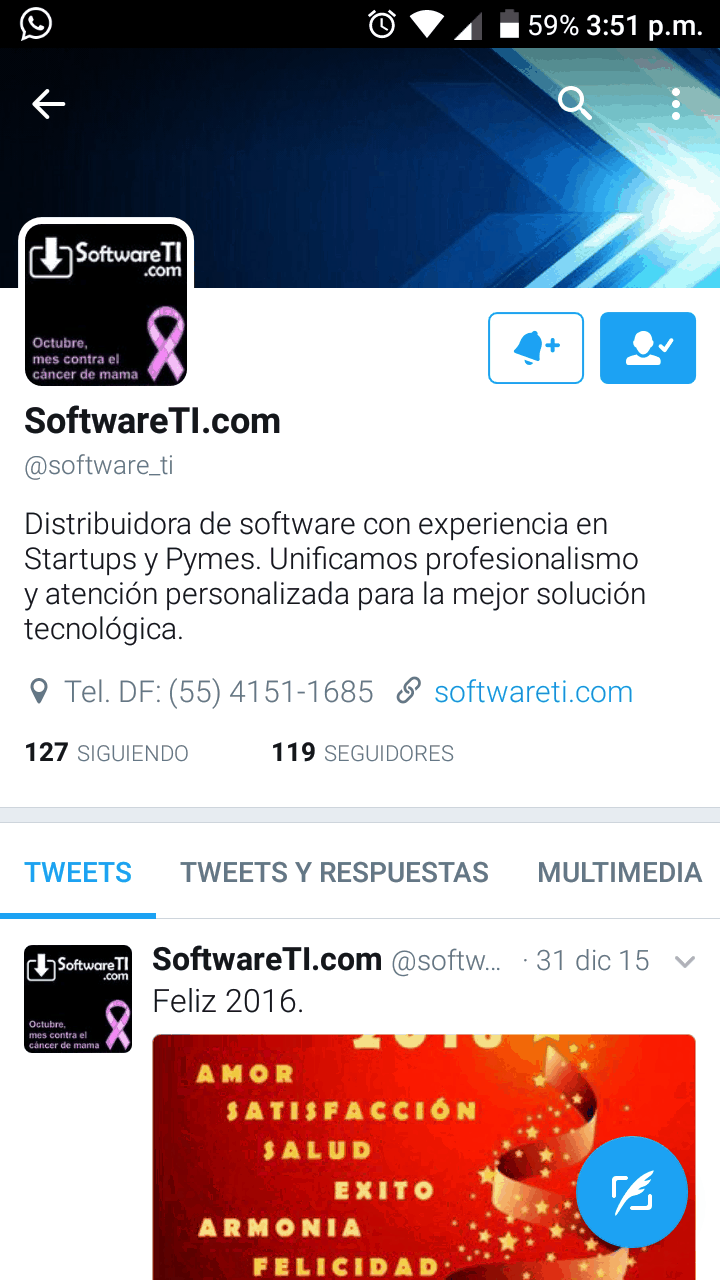 59% 3:51 p.m.
SoftwareTI
.com
Octubre,
mes contra el
cáncer de mama
SoftwareTI.com
@software_ti
Distribuidora de software con experiencia en
Startups y Pymes. Unificamos profesionalismo
y atención personalizada para la mejor solución
tecnológica.
Tel. DF: (55) 4151-1685 softwareti.com
127 SIGUIENDO 119 SEGUIDORES
TWEETS TWEETS Y RESPUESTAS MULTIMEDIA
SoftwareTI
.com
Octubre,
mes contra el
cáncer de mama
SoftwareTI.com @softw... · 31 dic 15
Feliz 2016.
2016
AMOR
SATISFACCIÓN
SALUD
EXITO
ARMONIA
FELICIDAD